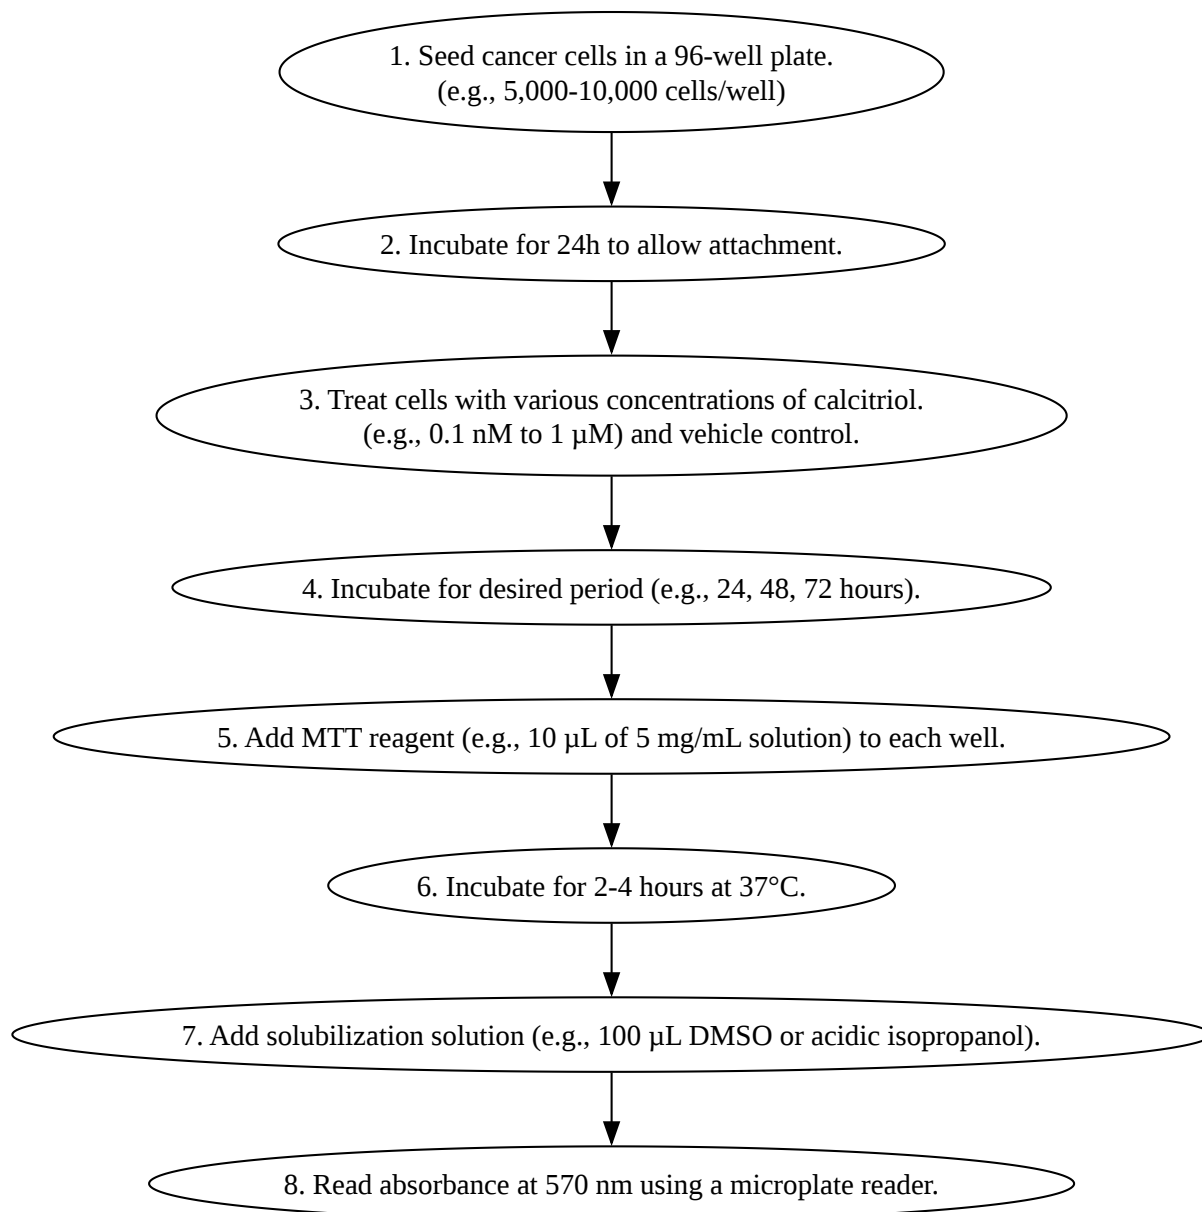 1. Seed cancer cells in a 96-well plate.
(e.g., 5,000-10,000 cells/well)
2. Incubate for 24h to allow attachment.
3. Treat cells with various concentrations of calcitriol.
(e.g., 0.1 nM to 1 µM) and vehicle control.
4. Incubate for desired period (e.g., 24, 48, 72 hours).
5. Add MTT reagent (e.g., 10 µL of 5 mg/mL solution) to each well.
6. Incubate for 2-4 hours at 37°C.
7. Add solubilization solution (e.g., 100 µL DMSO or acidic isopropanol).
8. Read absorbance at 570 nm using a microplate reader.